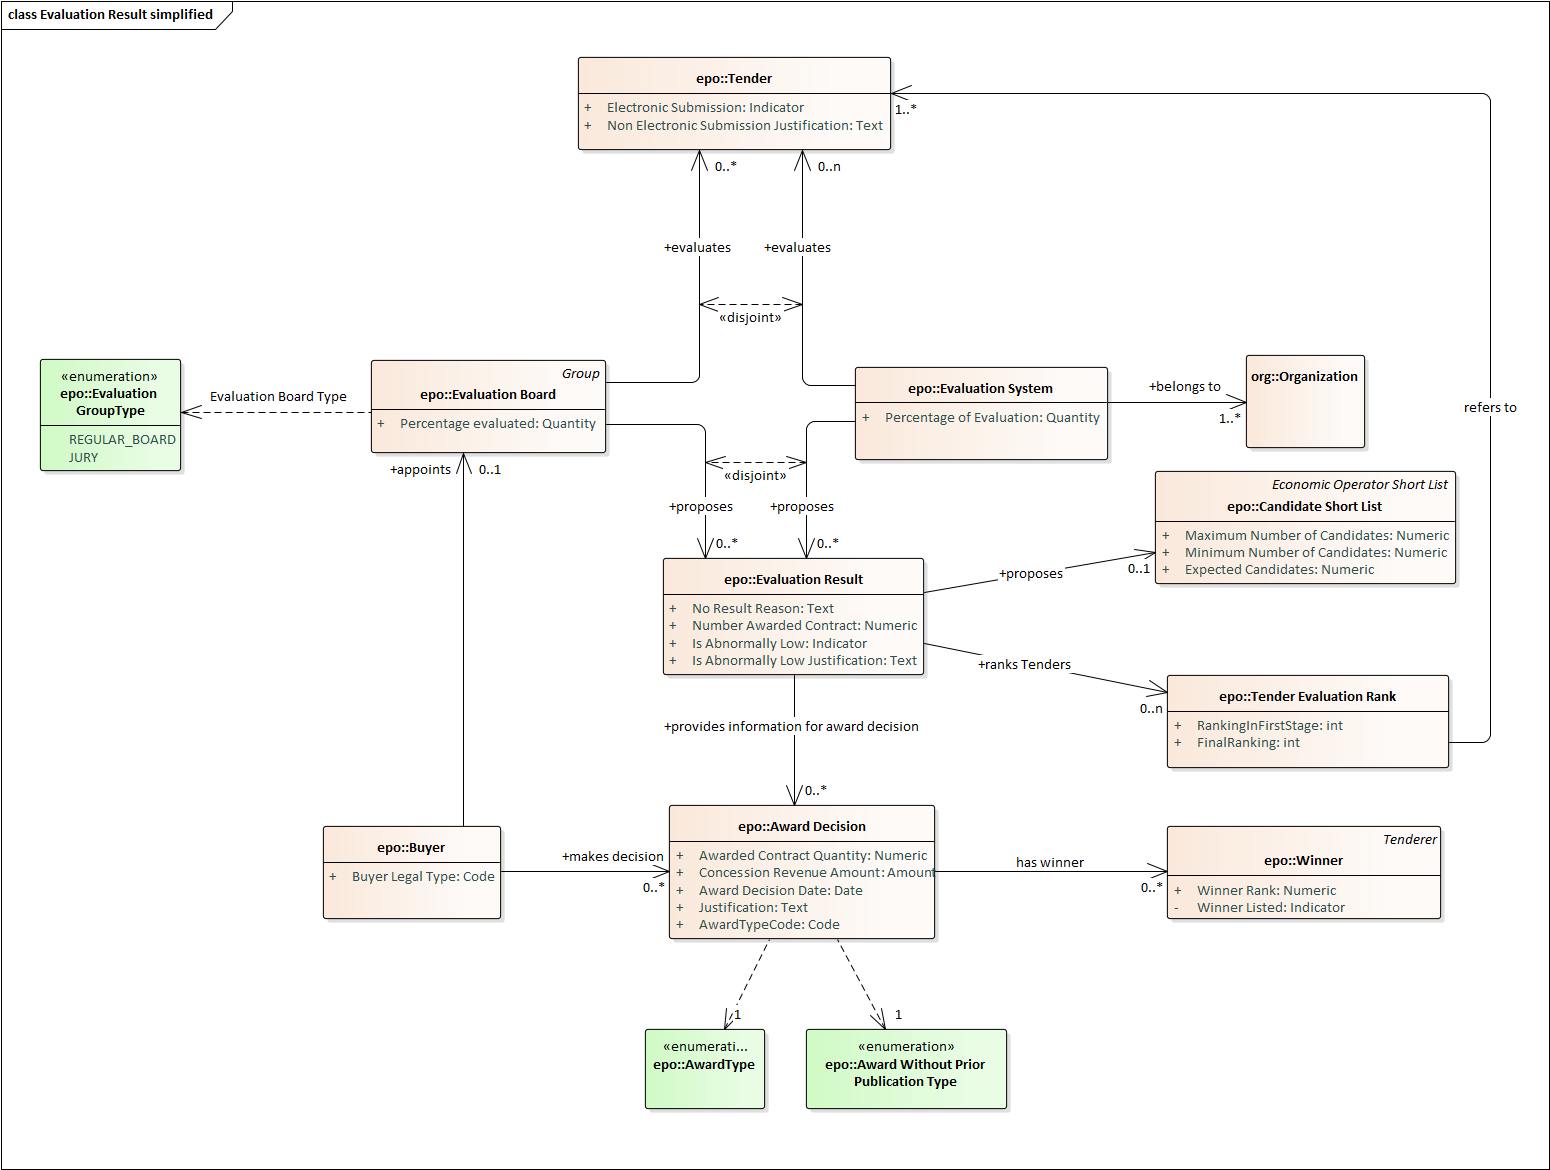 class Evaluation Result simplified
epo::Tender
+ Electronic Submission: Indicator
+ Non Electronic Submission Justification: Text
1..*
0..*
0..n
+evaluates
+evaluates
«disjoint»
«enumeration»
epo::Evaluation
GroupType
REGULAR_BOARD
JURY
Evaluation Board Type
Group
epo::Evaluation Board
+ Percentage evaluated: Quantity
epo::Evaluation System
+ Percentage of Evaluation: Quantity
+belongs to
1..*
org::Organization
refers to
+appoints
0..1
«disjoint»
+proposes
+proposes
0..*
0..*
Economic Operator Short List
epo::Candidate Short List
+ Maximum Number of Candidates: Numeric
+ Minimum Number of Candidates: Numeric
+ Expected Candidates: Numeric
+proposes
0..1
epo::Evaluation Result
+ No Result Reason: Text
+ Number Awarded Contract: Numeric
+ Is Abnormally Low: Indicator
+ Is Abnormally Low Justification: Text
+ranks Tenders
0..n
epo::Tender Evaluation Rank
+ RankingInFirstStage: int
+ FinalRanking: int
+provides information for award decision
0..*
epo::Buyer
+ Buyer Legal Type: Code
+makes decision
0..*
epo::Award Decision
+ Awarded Contract Quantity: Numeric
+ Concession Revenue Amount: Amount
+ Award Decision Date: Date
+ Justification: Text
+ AwardTypeCode: Code
has winner
0..*
Tenderer
epo::Winner
+ Winner Rank: Numeric
- Winner Listed: Indicator
1
1
«enumerati...
epo::AwardType
«enumeration»
epo::Award Without Prior
Publication Type